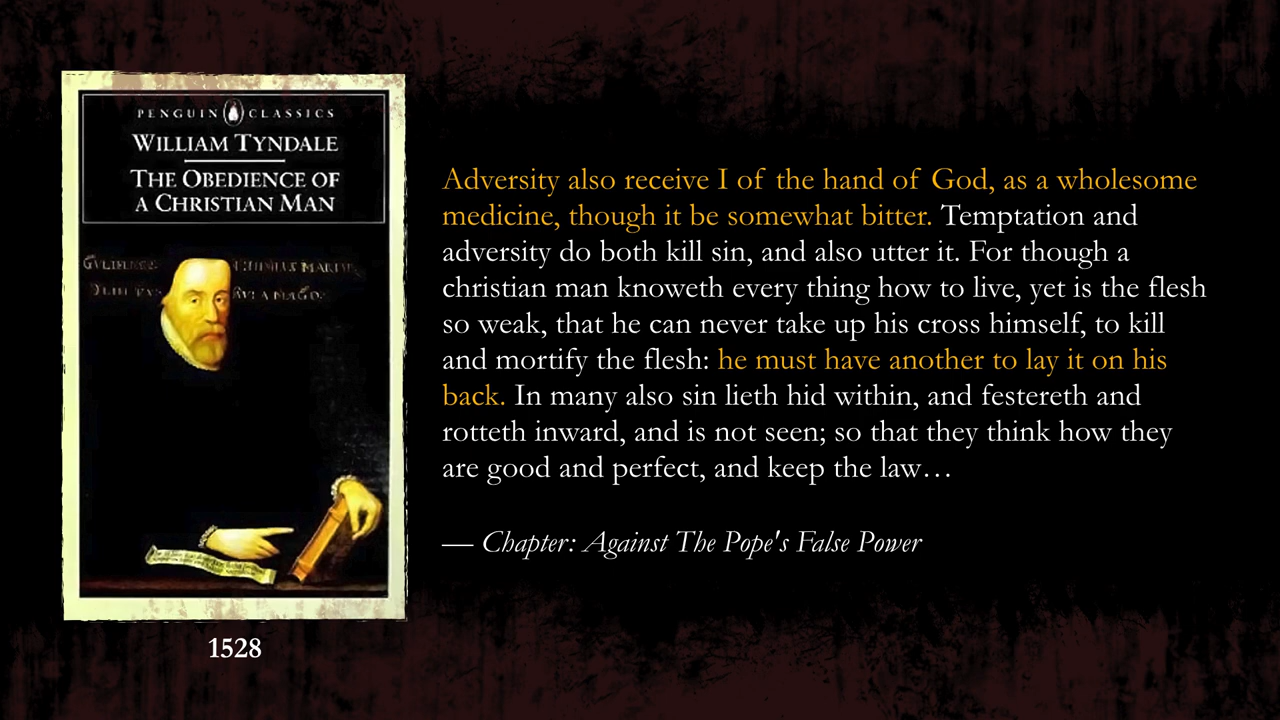 PENGUIN CLASSICS
WILLIAM TYNDALE
THE OBEDIENCE OF
A CHRISTIAN MAN
Adversity also receive I of the hand of God, as a wholesome
medicine, though it be somewhat bitter. Temptation and
adversity do both kill sin, and also utter it. For though a
christian man knoweth every thing how to live, yet is the flesh
so weak, that he can never take up his cross himself, to kill
and mortify the flesh: he must have another to lay it on his
back. In many also sin lieth hid within, and festereth and
rotteth inward, and is not seen; so that they think how they
are good and perfect, and keep the law…
— Chapter: Against The Pope's False Power
1528